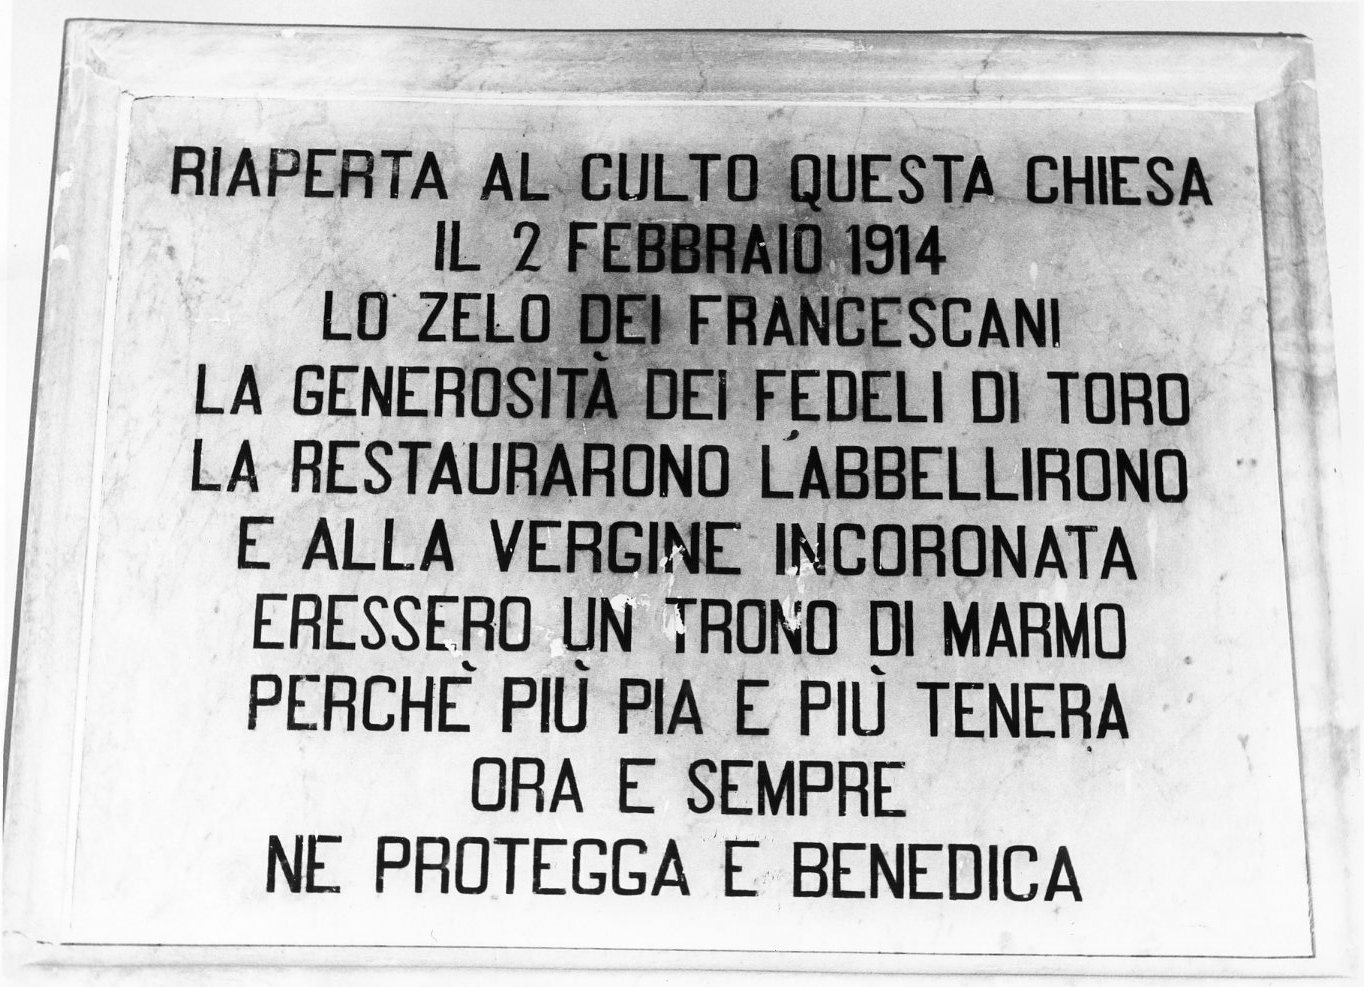 RIAPERTA AL CULTO QUESTA CHIESA
IL 2 FEBBRAIO 1914
LO ZELO DEI FRANCESCANI
LA GENEROSITÀ DEI FEDELI DI TORO
LA RESTAURARONO L'ABBELLIRONO
E ALLA VERGINE INCORONATA
ERESSERO UN TRONO DI MARMO
PERCHÈ PIÙ PIA E PIÙ TENERA
ORA E SEMPRE
NE PROTEGGA E BENEDICA